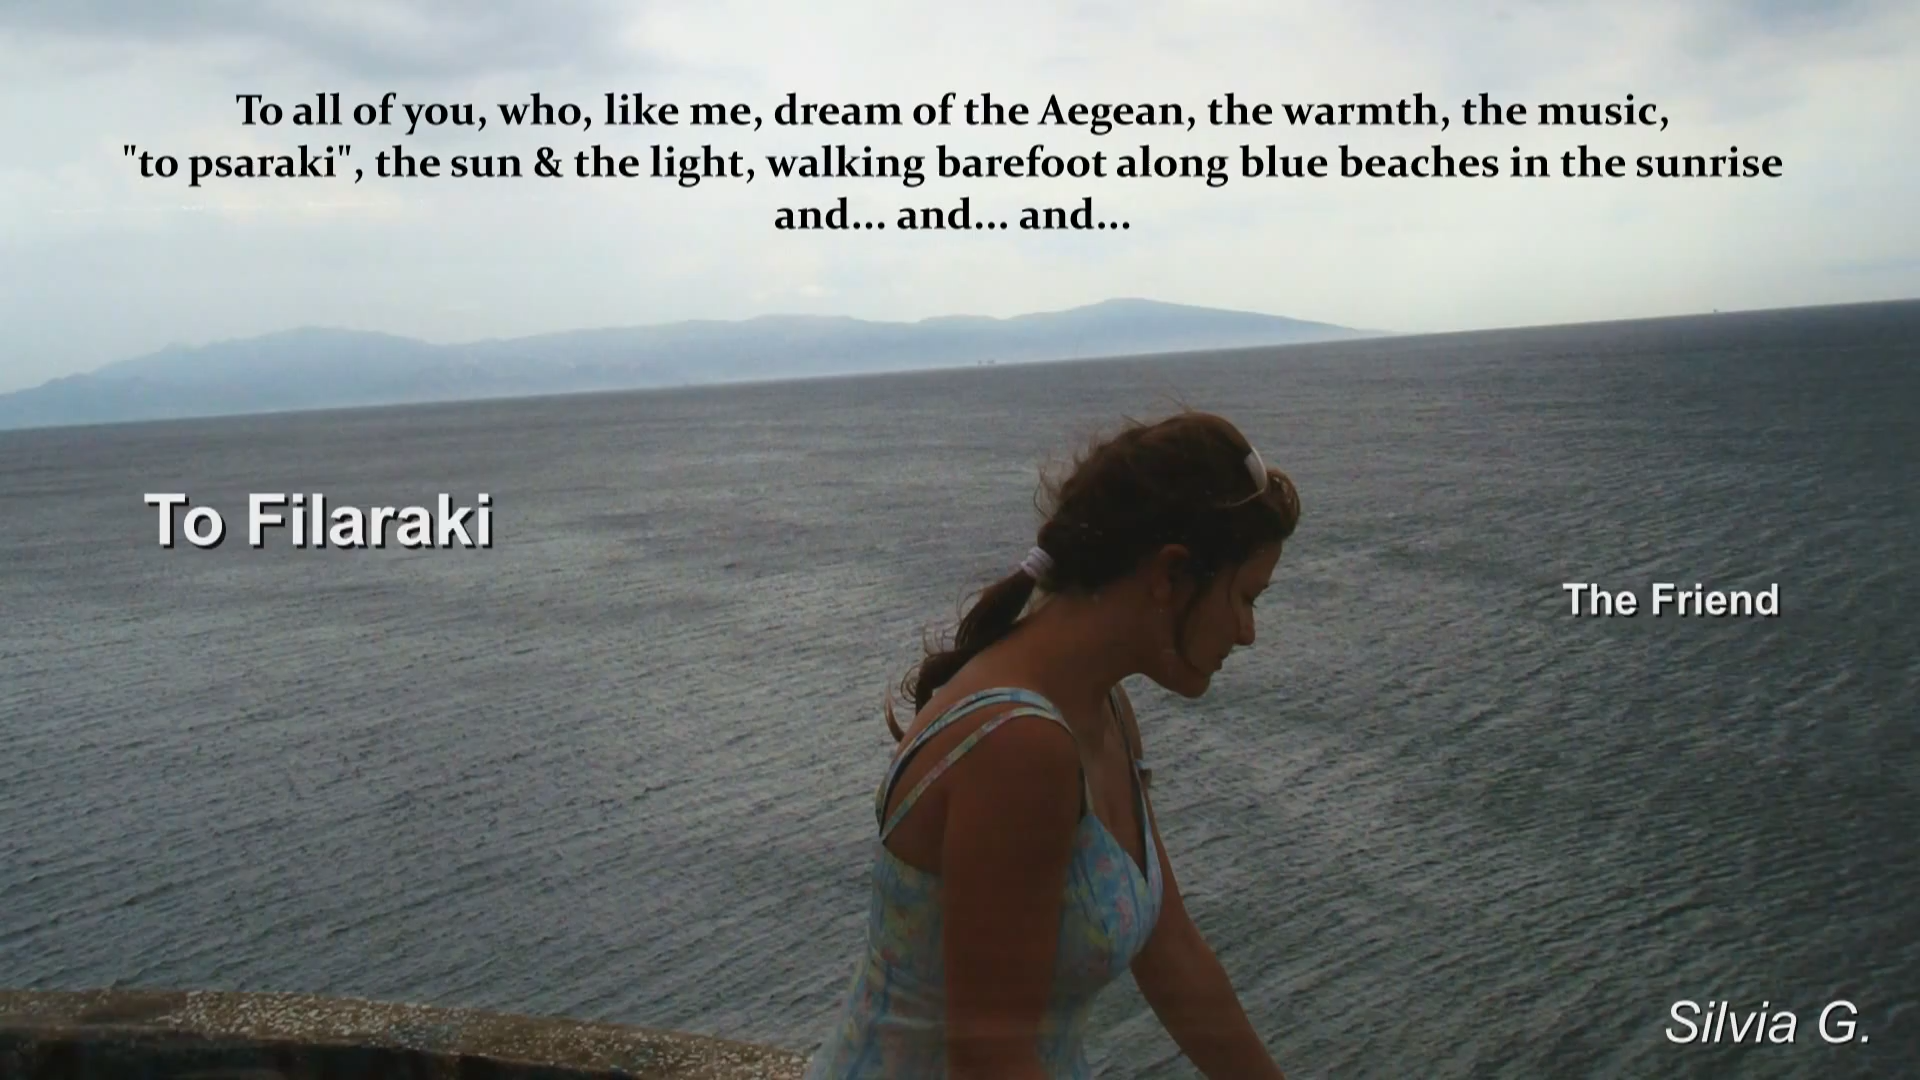 To all of you, who, like me, dream of the Aegean, the warmth, the music,
"to psaraki", the sun & the light, walking barefoot along blue beaches in the sunrise
and... and... and...
To Filaraki
The Friend
Silvia G.